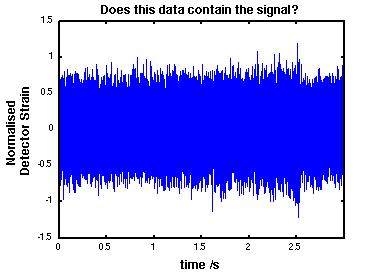 Does this data contain the signal?
1.5
1
0.5
0
-0.5
-1
-1.5
Normalised
Detector Strain
0 0.5 1 1.5 2 2.5
time /s